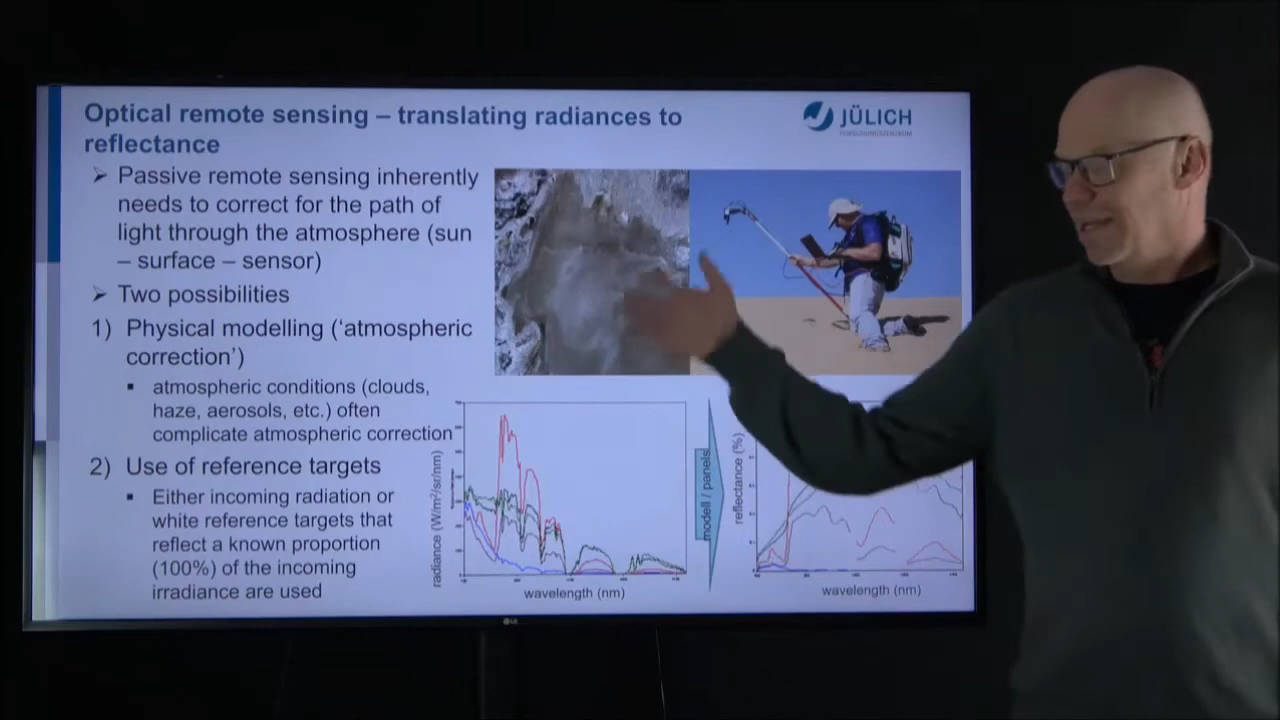 Optical remote sensing – translating radiances to
reflectance
JÜLICH
FORSCHUNGSZENTRUM
➢ Passive remote sensing inherently
needs to correct for the path of
light through the atmosphere (sun
– surface – sensor)
➢ Two possibilities
1) Physical modelling (‘atmospheric
correction’)
▪ atmospheric conditions (clouds,
haze, aerosols, etc.) often
complicate atmospheric correction
2) Use of reference targets
▪ Either incoming radiation or
white reference targets that
reflect a known proportion
(100%) of the incoming
irradiance are used
radiance (W/m²/sr/nm)
wavelength (nm)
modell / panels
reflectance (%)
wavelength (nm)
LG